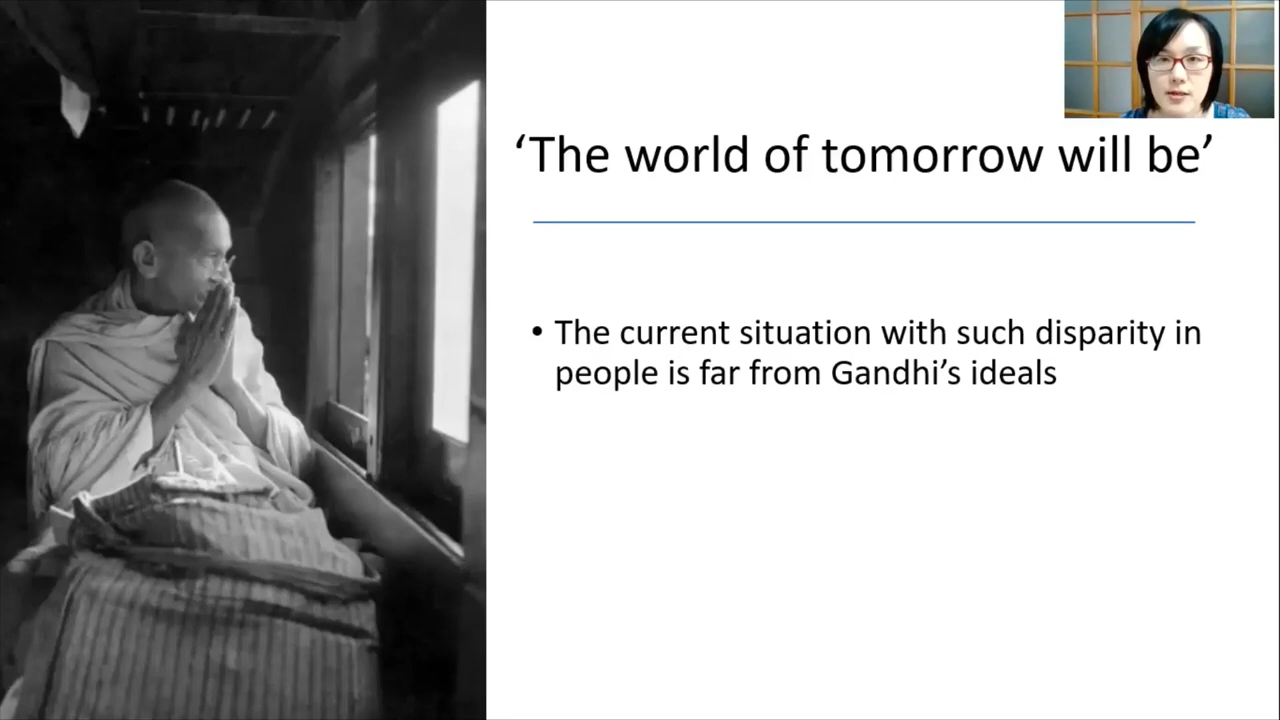 ‘The world of tomorrow will be’
• The current situation with such disparity in
people is far from Gandhi’s ideals